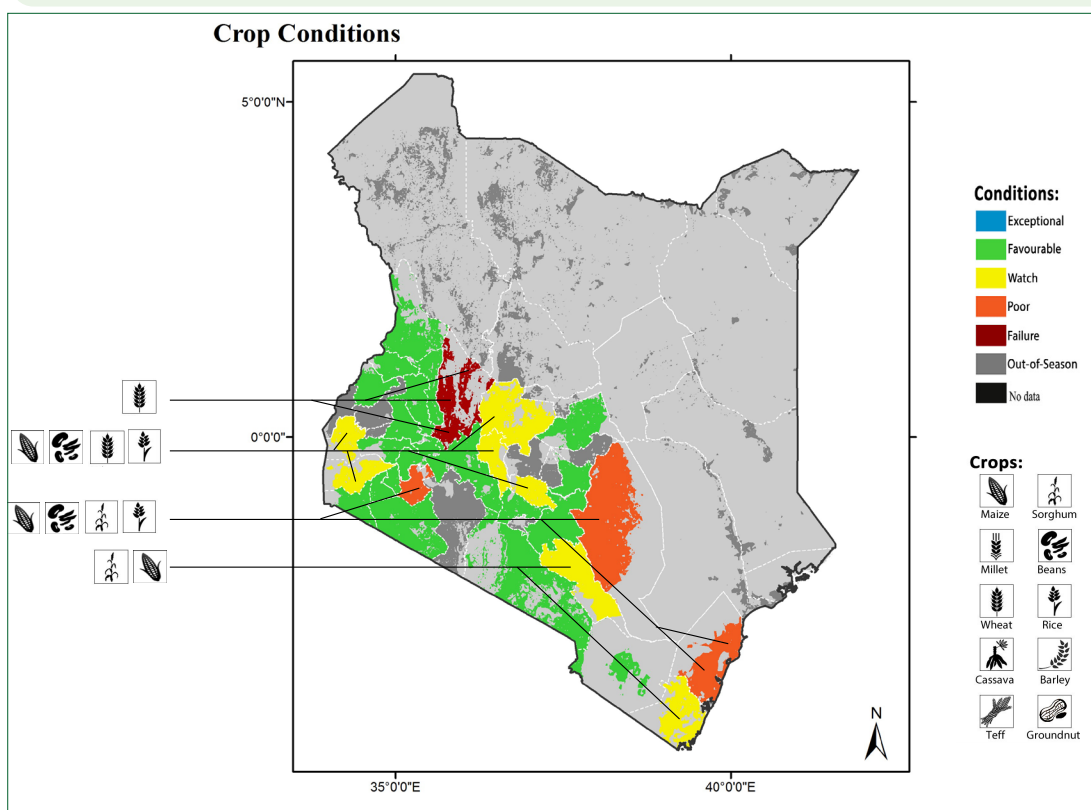 Crop Conditions
5°0'0"N
0°0'0"
35°0'0"E
40°0'0"E
N
Conditions:
Exceptional
Favourable
Watch
Poor
Failure
Out-of-Season
No data
Crops:
Maize Sorghum
Millet Beans
Wheat Rice
Cassava Barley
Teff Groundnut